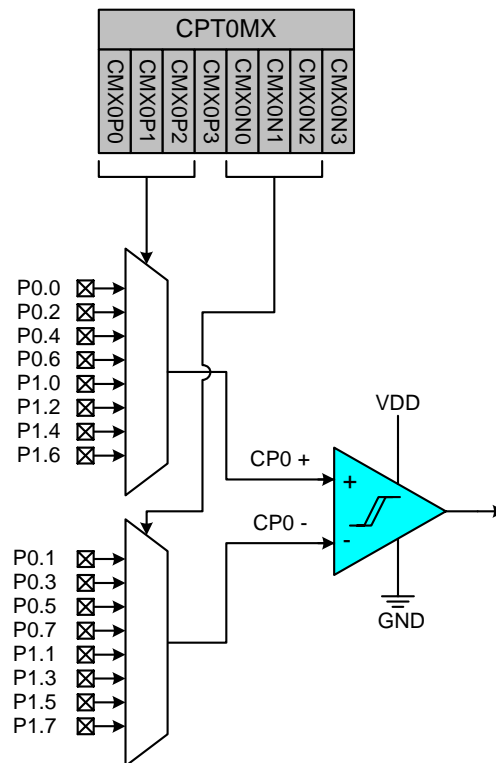 CPT0MX
CMX0P0
CMX0P1
CMX0P2
CMX0P3
CMX0N0
CMX0N1
CMX0N2
CMX0N3
P0.0
P0.2
P0.4
P0.6
P1.0
P1.2
P1.4
P1.6
VDD
CP0 +
+
CP0 -
-
GND
P0.1
P0.3
P0.5
P0.7
P1.1
P1.3
P1.5
P1.7